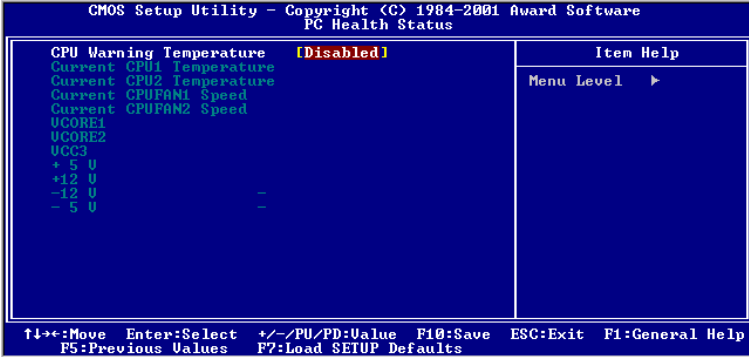 CMOS Setup Utility - Copyright (C) 1984-2001 Award Software
PC Health Status
CPU Warning Temperature [Disabled]
Current CPU1 Temperature
Current CPU2 Temperature
Current CPUFAN1 Speed
Current CPUFAN2 Speed
VCORE1
VCORE2
VCC3
+ 5 V
+12 V
-12 V -
- 5 V -
Item Help
Menu Level ▶
↑↓→←:Move Enter:Select +/-/PU/PD:Value F10:Save ESC:Exit F1:General Help
F5:Previous Values F7:Load SETUP Defaults